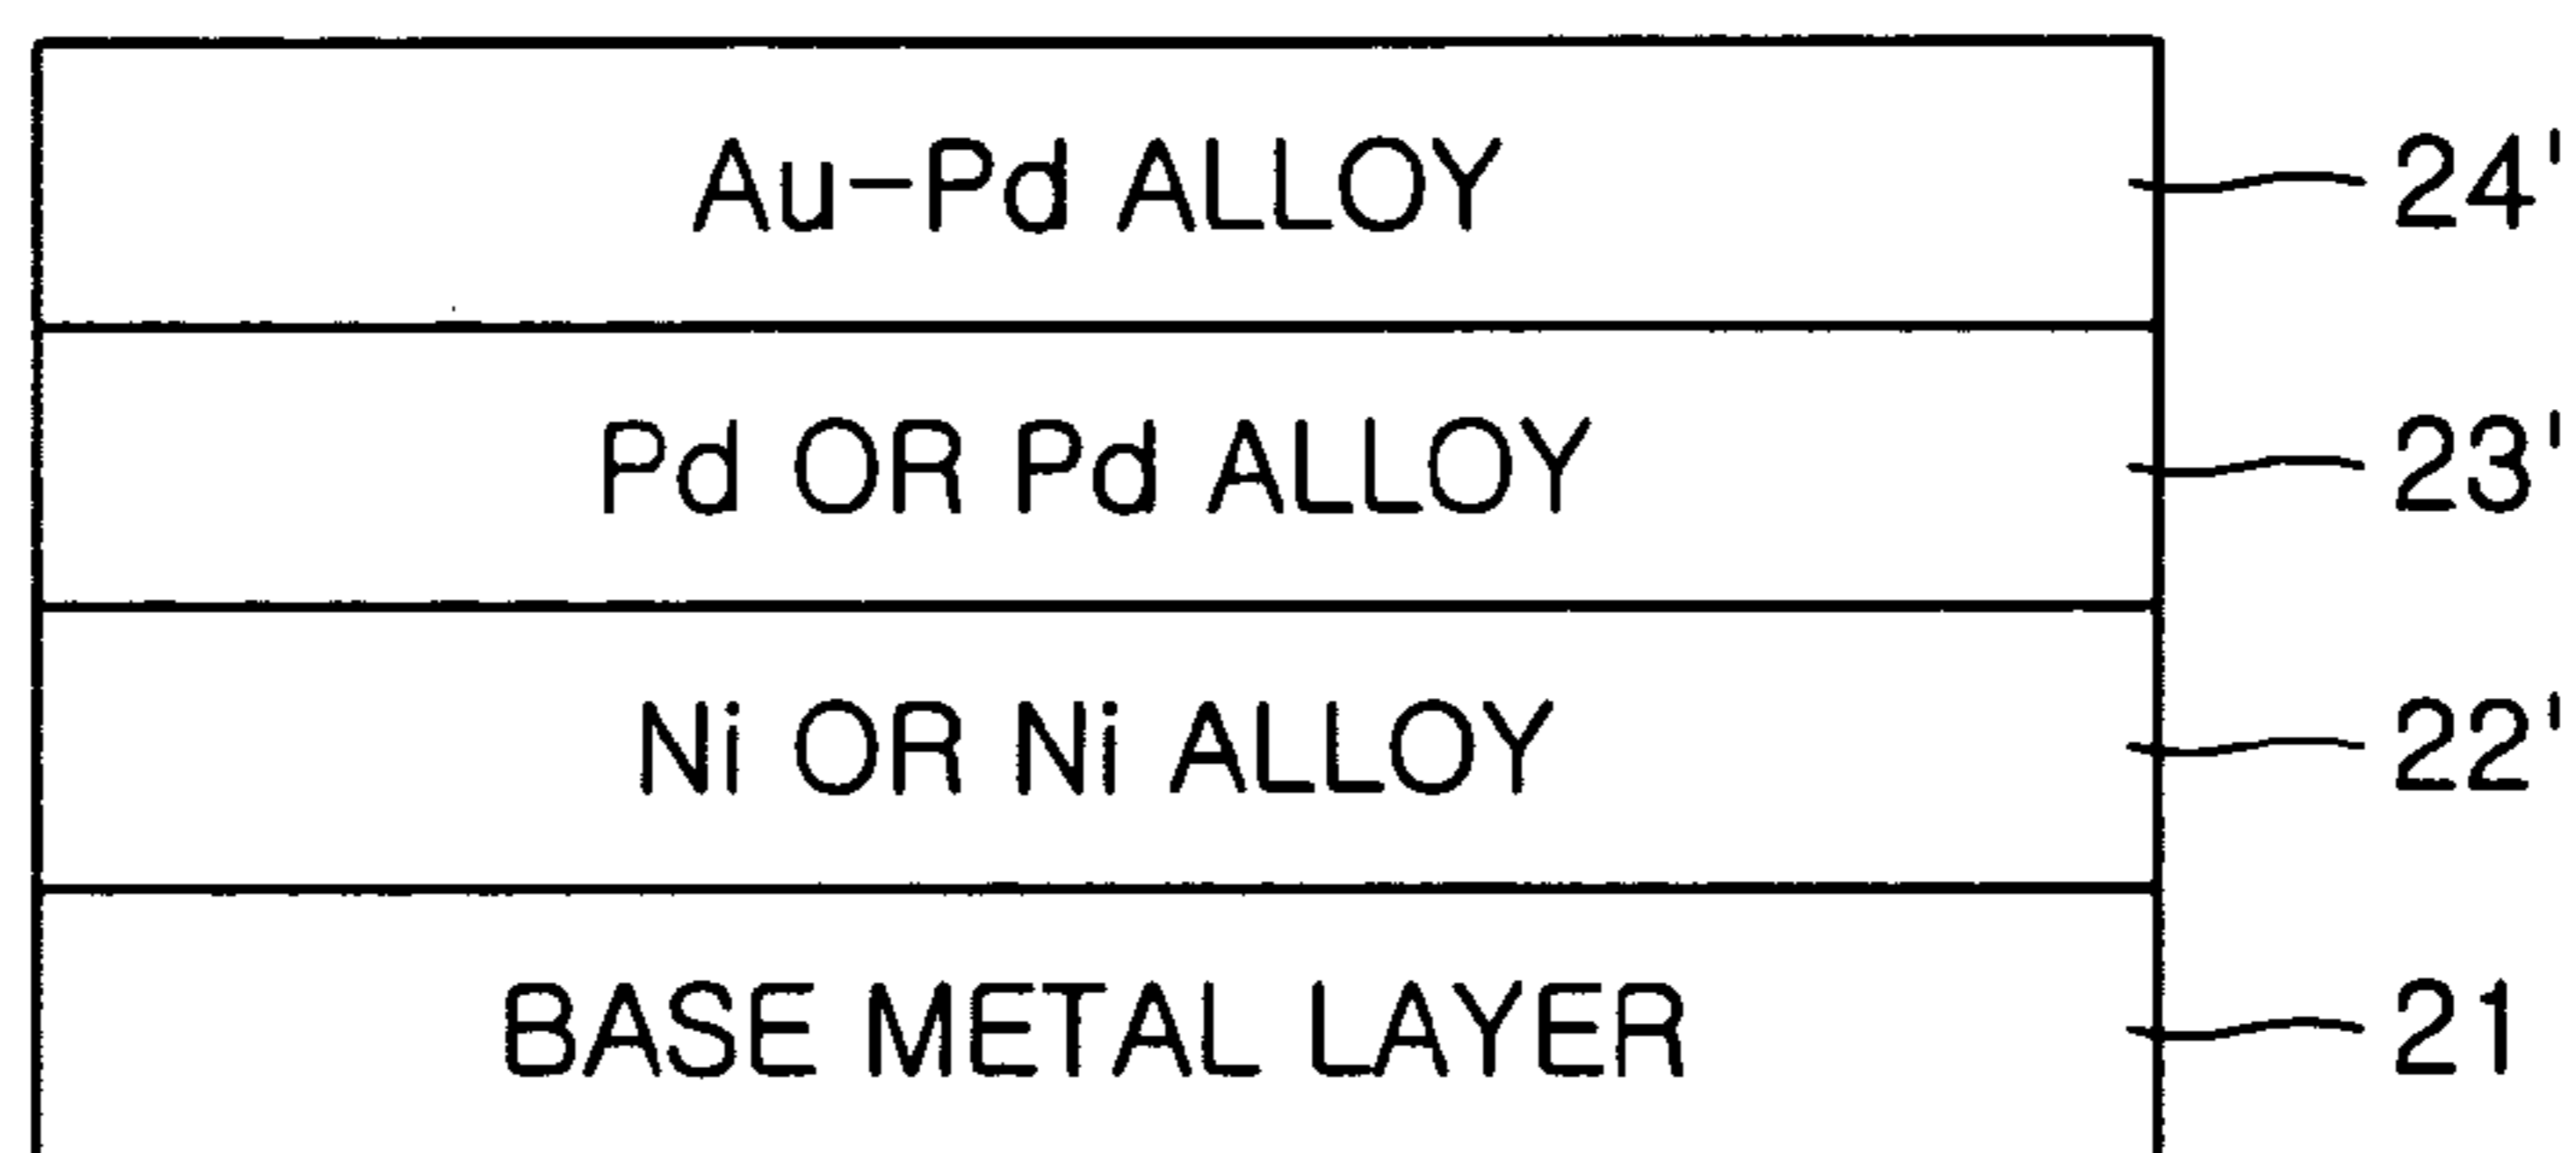 Au-Pd ALLOY 24'
Pd OR Pd ALLOY 23'
Ni OR Ni ALLOY 22'
BASE METAL LAYER 21